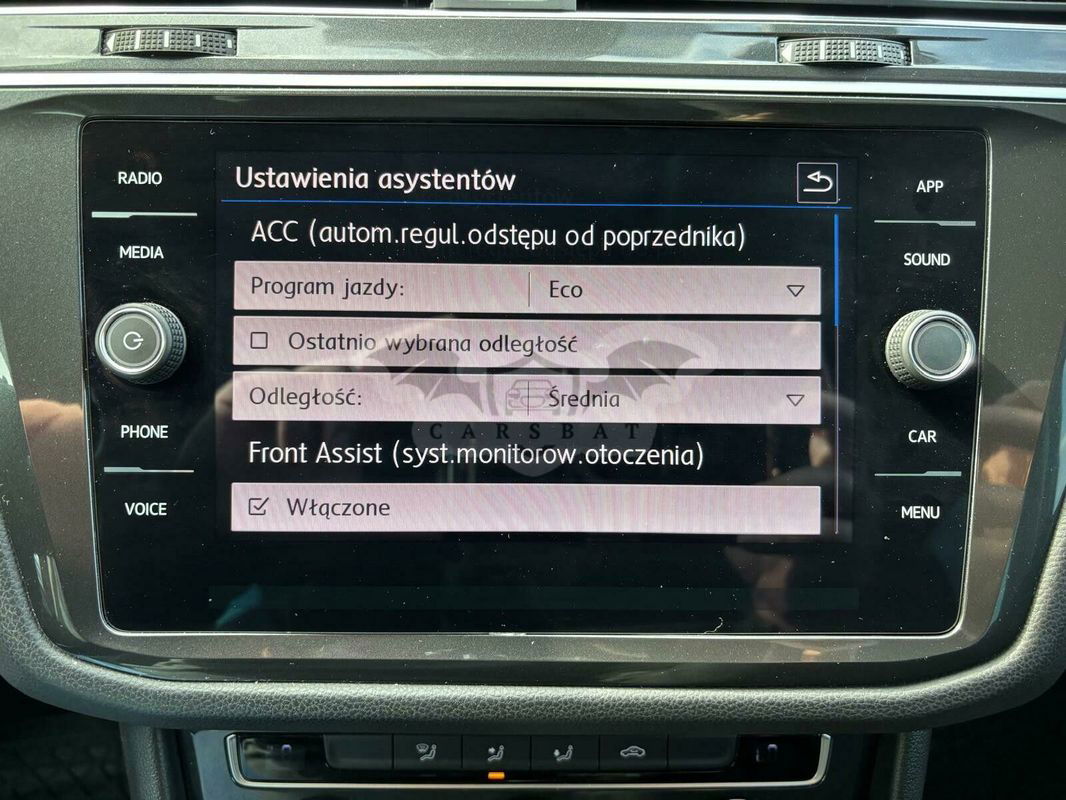 RADIO
MEDIA
PHONE
VOICE
Ustawienia asystentów
ACC (autom.regul.odstępu od poprzednika)
Program jazdy: Eco
Ostatnio wybrana odległość
Odległość: Średnia
CARSBAT
Front Assist (syst.monitorow.otoczenia)
Włączone
APP
SOUND
CAR
MENU